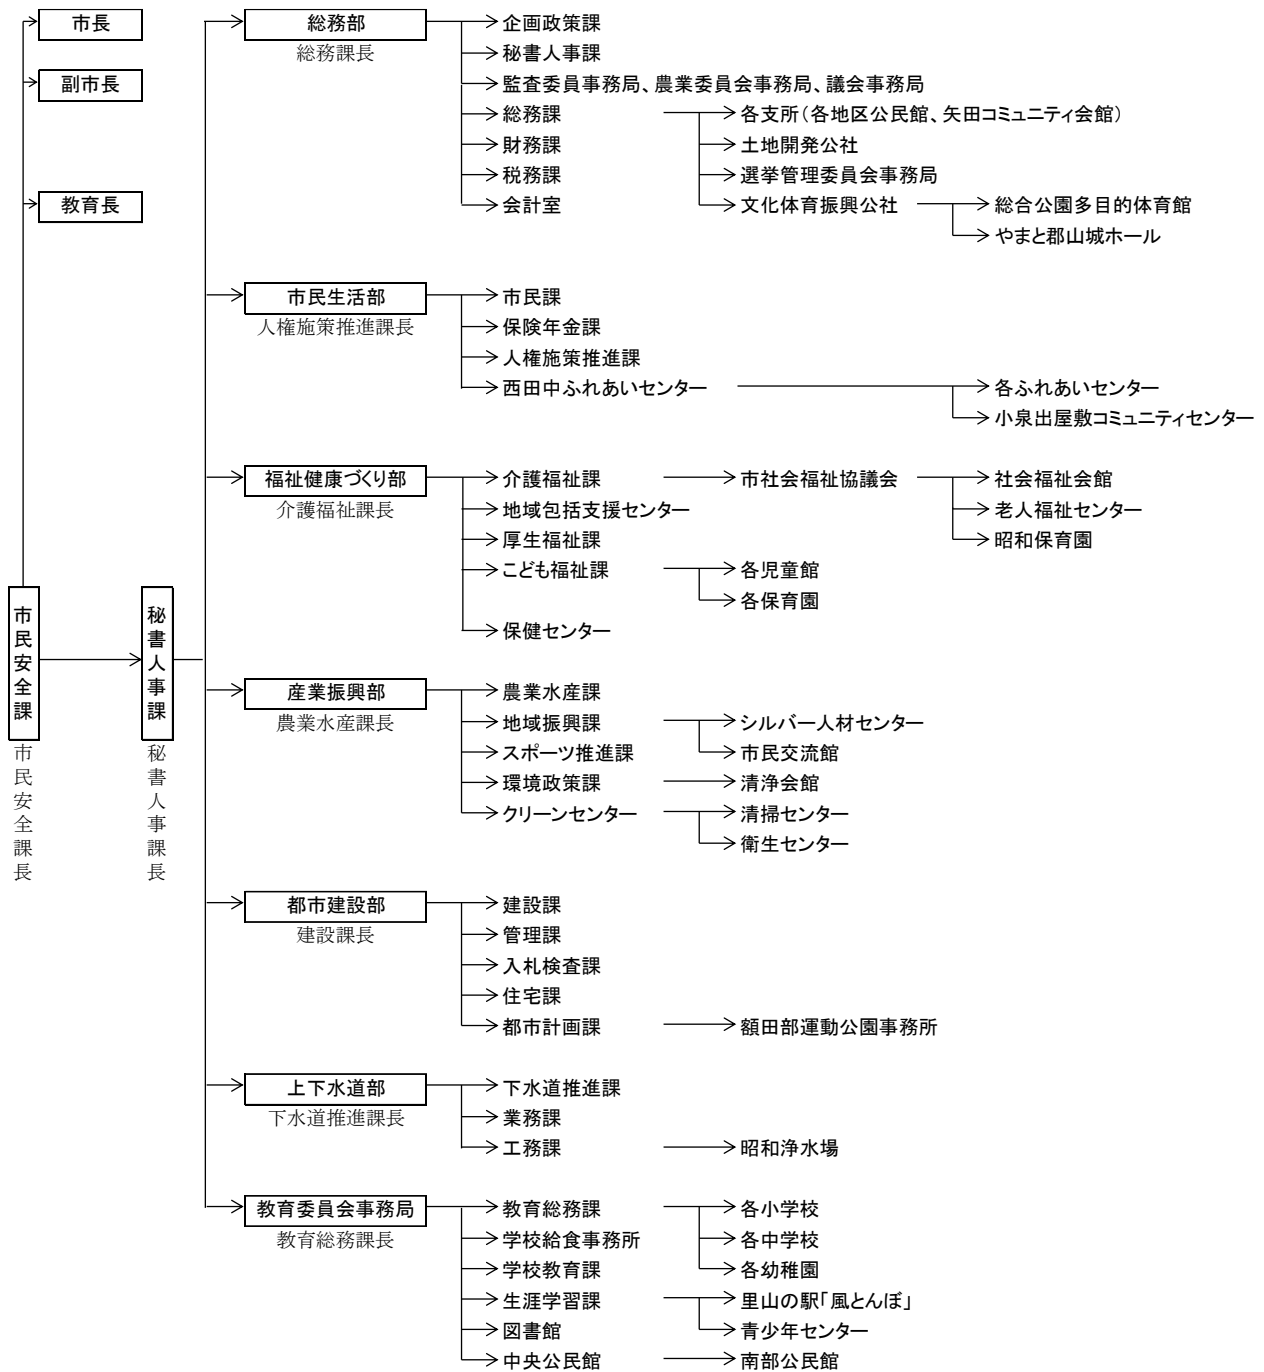 市長
副市長
教育長
市民安全課
市民安全課長
秘書人事課
秘書人事課長
総務部
総務課長
企画政策課
秘書人事課
監査委員事務局、農業委員会事務局、議会事務局
総務課
各支所(各地区公民館、矢田コミュニティ会館)
財務課
土地開発公社
税務課
選挙管理委員会事務局
会計室
文化体育振興公社
総合公園多目的体育館
やまと郡山城ホール
市民生活部
人権施策推進課長
市民課
保険年金課
人権施策推進課
西田中ふれあいセンター
各ふれあいセンター
小泉出屋敷コミュニティセンター
福祉健康づくり部
介護福祉課長
介護福祉課
市社会福祉協議会
社会福祉会館
地域包括支援センター
老人福祉センター
厚生福祉課
昭和保育園
こども福祉課
各児童館
各保育園
保健センター
産業振興部
農業水産課長
農業水産課
地域振興課
シルバー人材センター
スポーツ推進課
市民交流館
環境政策課
清浄会館
クリーンセンター
清掃センター
衛生センター
都市建設部
建設課長
建設課
管理課
入札検査課
住宅課
都市計画課
額田部運動公園事務所
上下水道部
下水道推進課長
下水道推進課
業務課
工務課
昭和浄水場
教育委員会事務局
教育総務課長
教育総務課
各小学校
学校給食事務所
各中学校
学校教育課
各幼稚園
生涯学習課
里山の駅「風とんぼ」
図書館
青少年センター
中央公民館
南部公民館